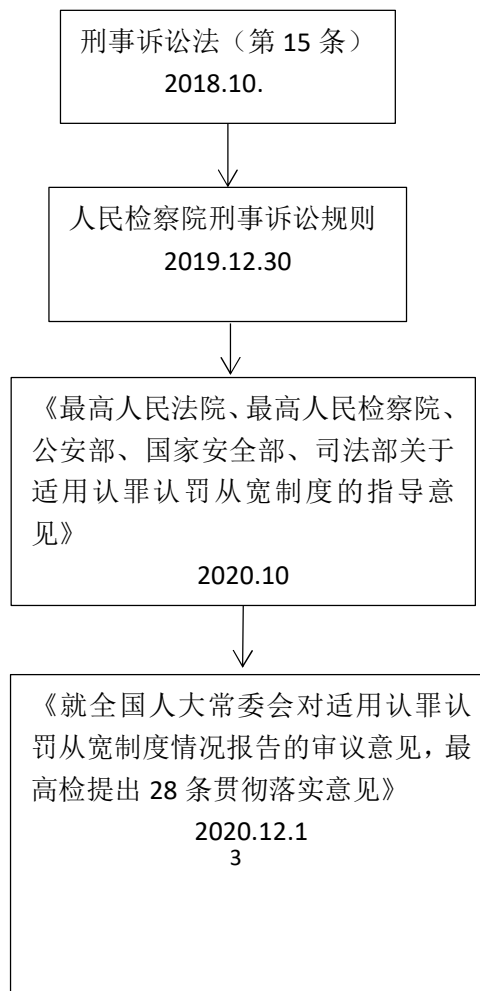 刑事诉讼法（第 15 条）
2018.10.
人民检察院刑事诉讼规则
2019.12.30
《最高人民法院、最高人民检察院、
公安部、国家安全部、司法部关于
适用认罪认罚从宽制度的指导意
见》
2020.10
《就全国人大常委会对适用认罪认
罚从宽制度情况报告的审议意见，最
高检提出 28 条贯彻落实意见》
2020.12.1
3